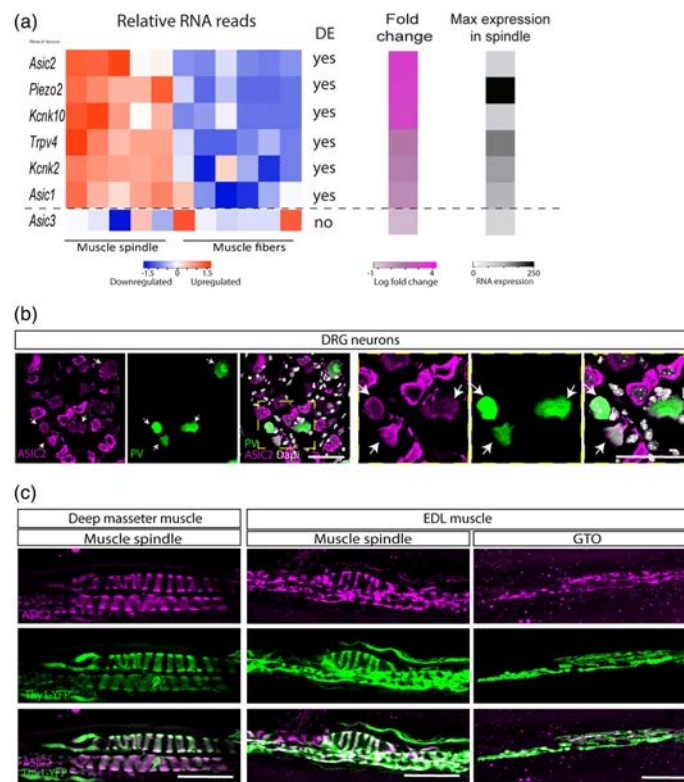 (a)
Relative RNA reads
DE
Fold change
Max expression in spindle
Asic2 yes
Piezo2 yes
Kcnk10 yes
Trpv4 yes
Kcnk2 yes
Asic1 yes
Asic3 no
Muscle spindle Muscle fibers
-1.5 0 1.5
Downregulated Upregulated
-1 4
Log fold change
0 250
RNA expression
(b)
DRG neurons
ASIC2
PV
PV
ASIC2 Dapi
(c)
Deep masseter muscle EDL muscle
Muscle spindle Muscle spindle GTO
ASIC2
Thy1-YFP
ASIC2
Thy1-YFP